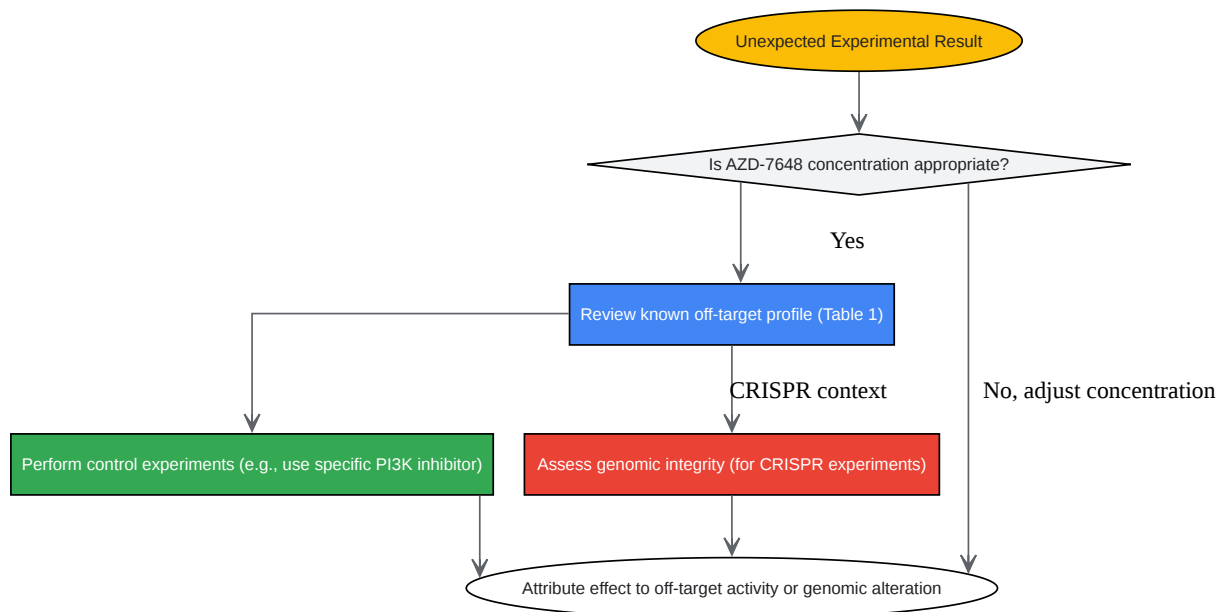 Unexpected Experimental Result
Is AZD-7648 concentration appropriate?
Yes
Review known off-target profile (Table 1)
CRISPR context
No, adjust concentration
Perform control experiments (e.g., use specific PI3K inhibitor)
Assess genomic integrity (for CRISPR experiments)
Attribute effect to off-target activity or genomic alteration